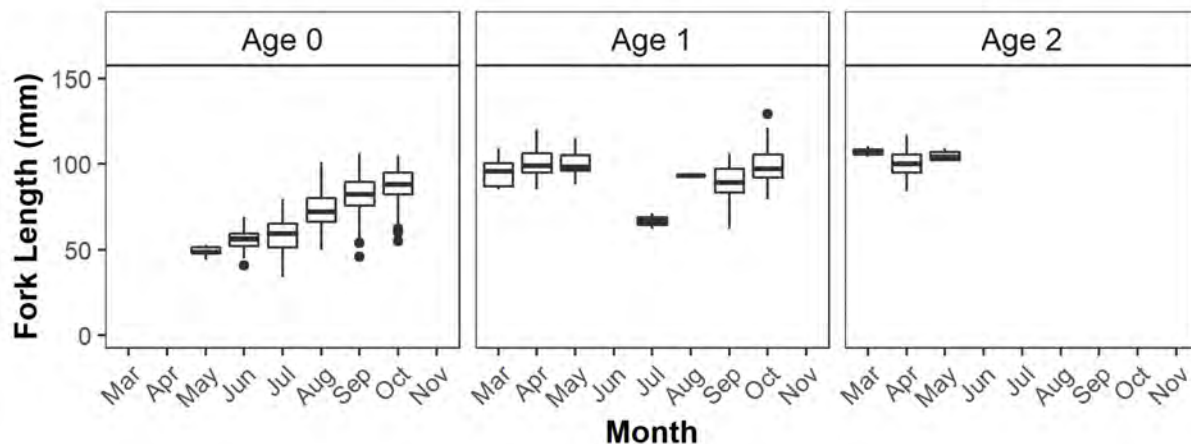 Age 0 Age 1 Age 2
Fork Length (mm)
150
100
50
0
Mar Apr May Jun Jul Aug Sep Oct Nov Mar Apr May Jun Jul Aug Sep Oct Nov Mar Apr May Jun Jul Aug Sep Oct Nov
Month